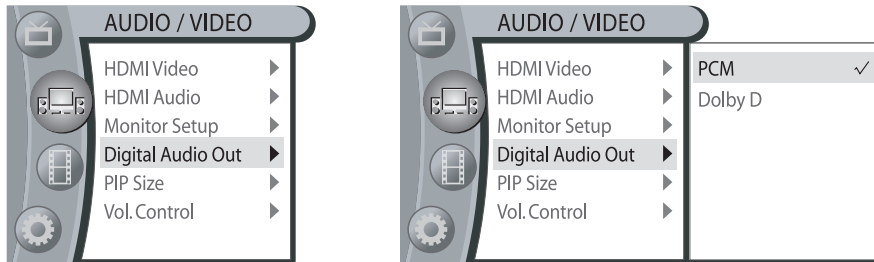 AUDIO / VIDEO
HDMI Video
HDMI Audio
Monitor Setup
Digital Audio Out
PIP Size
Vol. Control
AUDIO / VIDEO
HDMI Video
HDMI Audio
Monitor Setup
Digital Audio Out
PIP Size
Vol. Control
PCM ✓
Dolby D